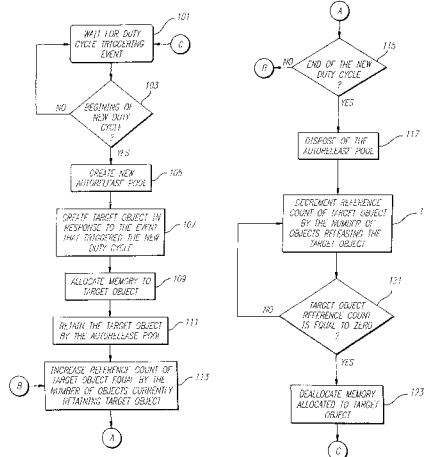 101
WAIT FOR DUTY
CYCLE TRIGGERING
EVENT
C
103
BEGINING OF
NEW DUTY
CYCLE
?
NO
YES
105
CREATE NEW
AUTORELEASE POOL
CREATE TARGET OBJECT IN
RESPONSE TO THE EVENT
THAT TRIGGERED THE NEW
DUTY CYCLE
107
ALLOCATE MEMORY TO
TARGET OBJECT
109
RETAIN THE TARGET OBJECT
BY THE AUTORELEASE POOL
111
B
INCREASE REFERENCE COUNT OF
TARGET OBJECT EQUAL BY THE
NUMBER OF OBJECTS CURRENTLY
RETAINING TARGET OBJECT
113
A
A
115
B
NO
END OF THE NEW
DUTY CYCLE
?
YES
DISPOSE OF THE
AUTORELEASE POOL
117
DECREMENT REFERENCE
COUNT OF TARGET OBJECT
BY THE NUMBER OF
OBJECTS RELEASING THE
TARGET OBJECT
121
TARGET OBJECT
REFERENCE COUNT
IS EQUAL TO ZERO
?
NO
YES
DEALLOCATE MEMORY
ALLOCATED TO TARGET
OBJECT
123
C